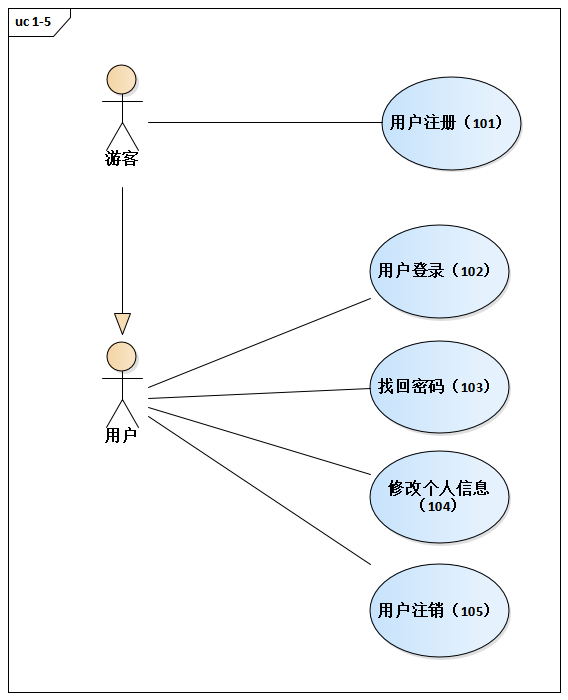 uc 1-5
游客
用户注册（101）
用户登录（102）
用户
找回密码（103）
修改个人信息
（104）
用户注销（105）